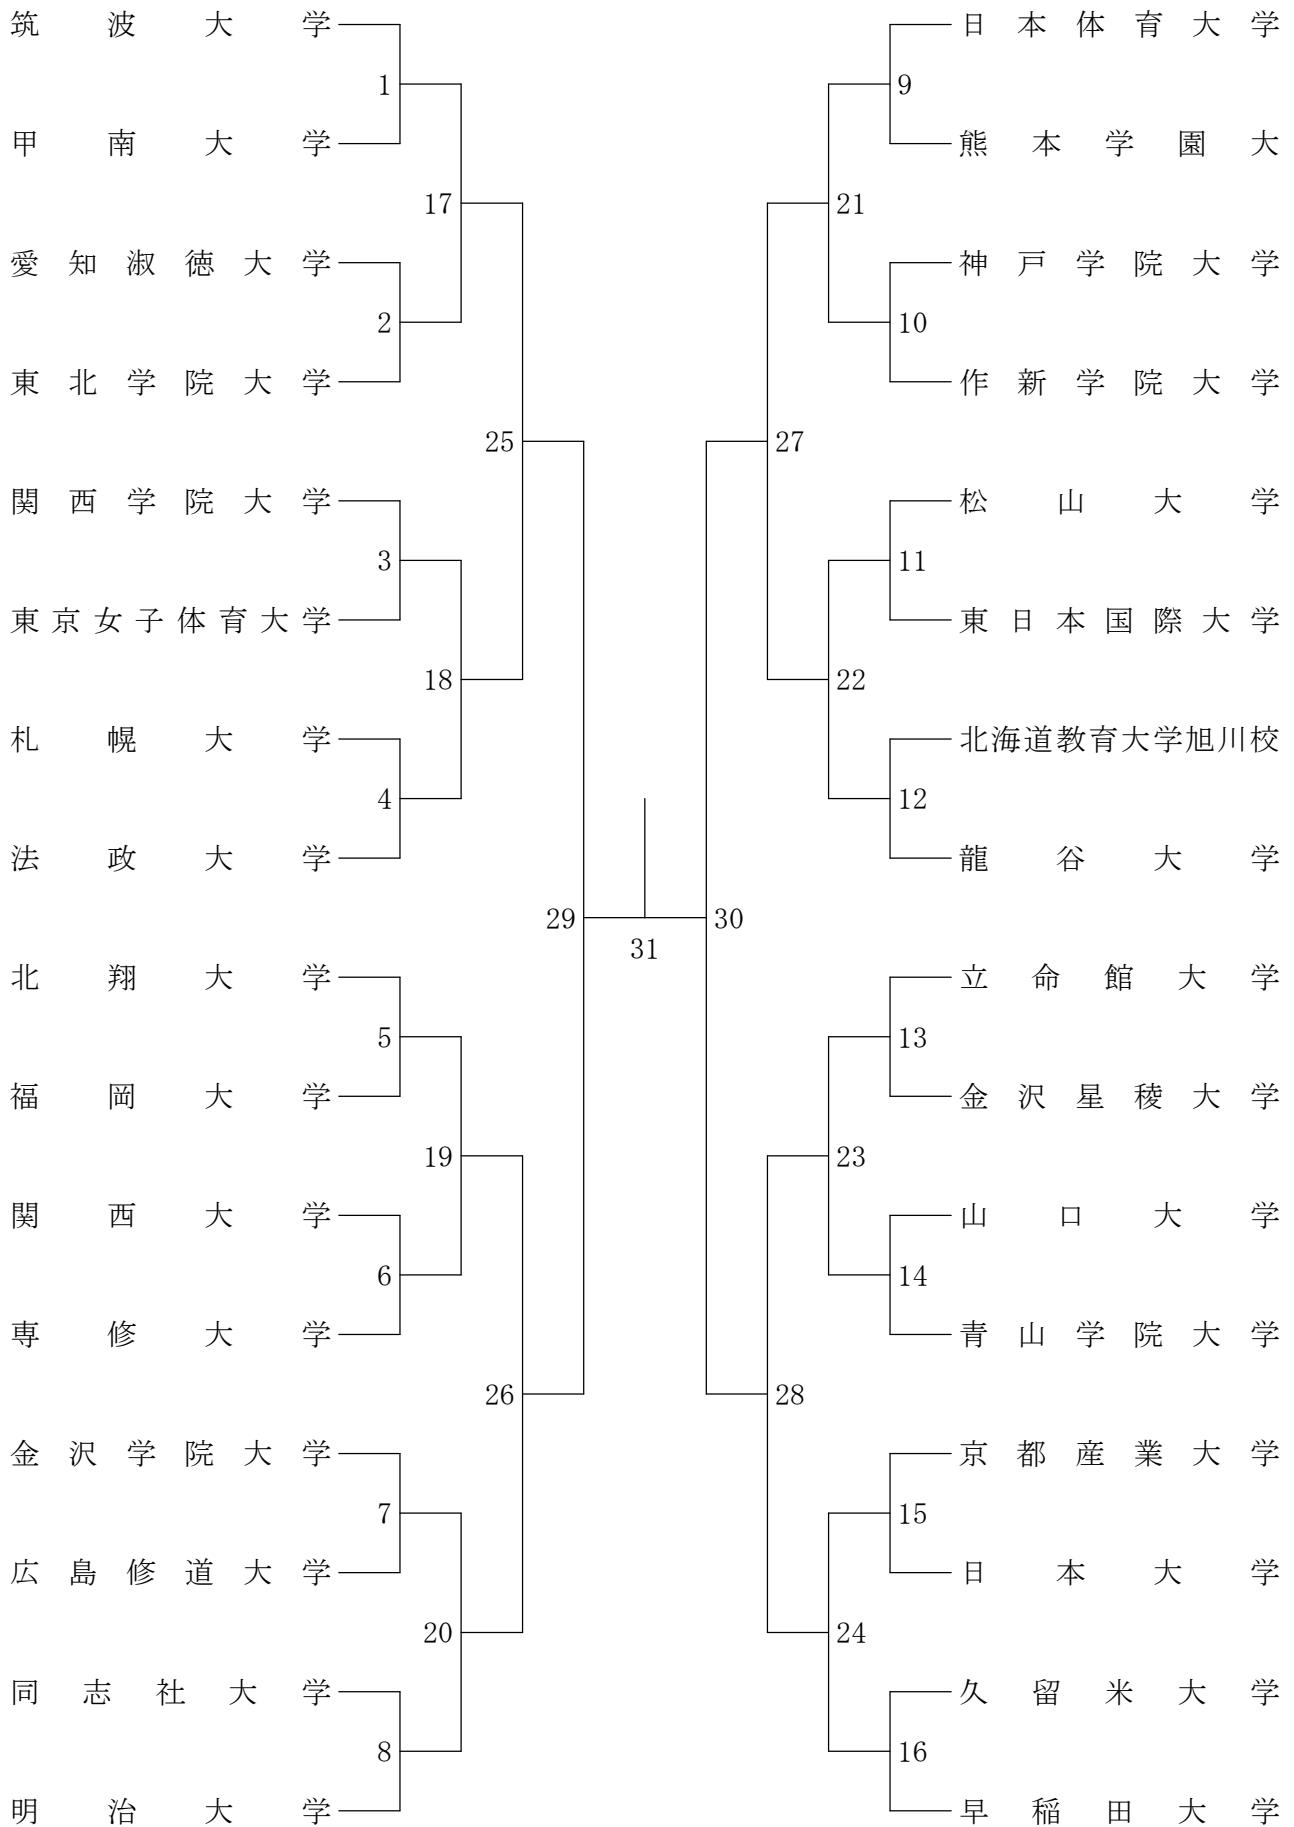 筑波大学
1
甲南大学
17
愛知淑徳大学
2
東北学院大学
25
関西学院大学
3
東京女子体育大学
18
札幌大学
4
法政大学
29
北翔大学
5
福岡大学
19
関西大学
6
専修大学
26
金沢学院大学
7
広島修道大学
20
同志社大学
8
明治大学
31
日本体育大学
9
熊本学園大
21
神戸学院大学
10
作新学院大学
27
松山大学
11
東日本国際大学
22
北海道教育大学旭川校
12
龍谷大学
30
立命館大学
13
金沢星稜大学
23
山口大学
14
青山学院大学
28
京都産業大学
15
日本大学
24
久留米大学
16
早稲田大学